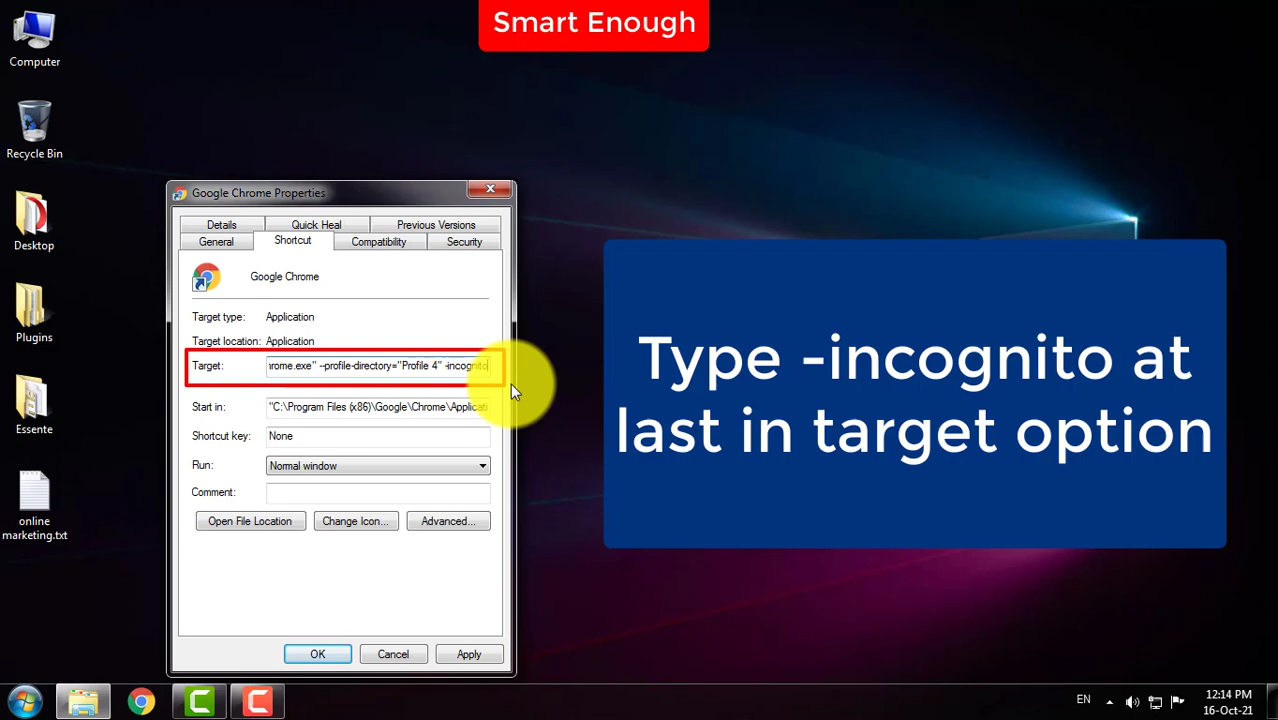 Smart Enough
Computer
Recycle Bin
Desktop
Plugins
Essente
online
marketing.txt
Google Chrome Properties
Details
Quick Heal
Previous Versions
General
Shortcut
Compatibility
Security
Google Chrome
Target type:
Application
Target location:
Application
Target:
rome.exe" --profile-directory="Profile 4" -incognito
Start in:
"C:\Program Files (x86)\Google\Chrome\Applicati
Shortcut key:
None
Run:
Normal window
Comment:
Open File Location
Change Icon...
Advanced...
OK
Cancel
Apply
Type -incognito at
last in target option
EN
12:14 PM
16-Oct-21